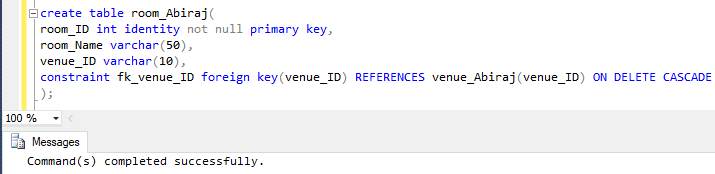 create table room_Abiraj(
room_ID int identity not null primary key,
room_Name varchar(50),
venue_ID varchar(10),
constraint fk_venue_ID foreign key(venue_ID) REFERENCES venue_Abiraj(venue_ID) ON DELETE CASCADE
);
100 %
Messages
Command(s) completed successfully.